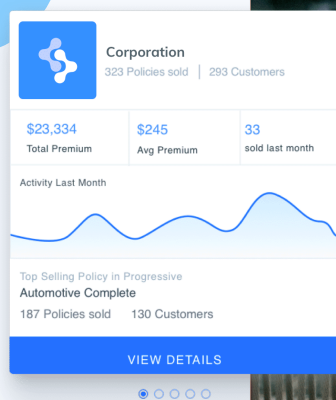 Corporation
323 Policies sold | 293 Customers
$23,334 $245 33
Total Premium Avg Premium sold last month
Activity Last Month
Top Selling Policy in Progressive
Automotive Complete
187 Policies sold 130 Customers
VIEW DETAILS